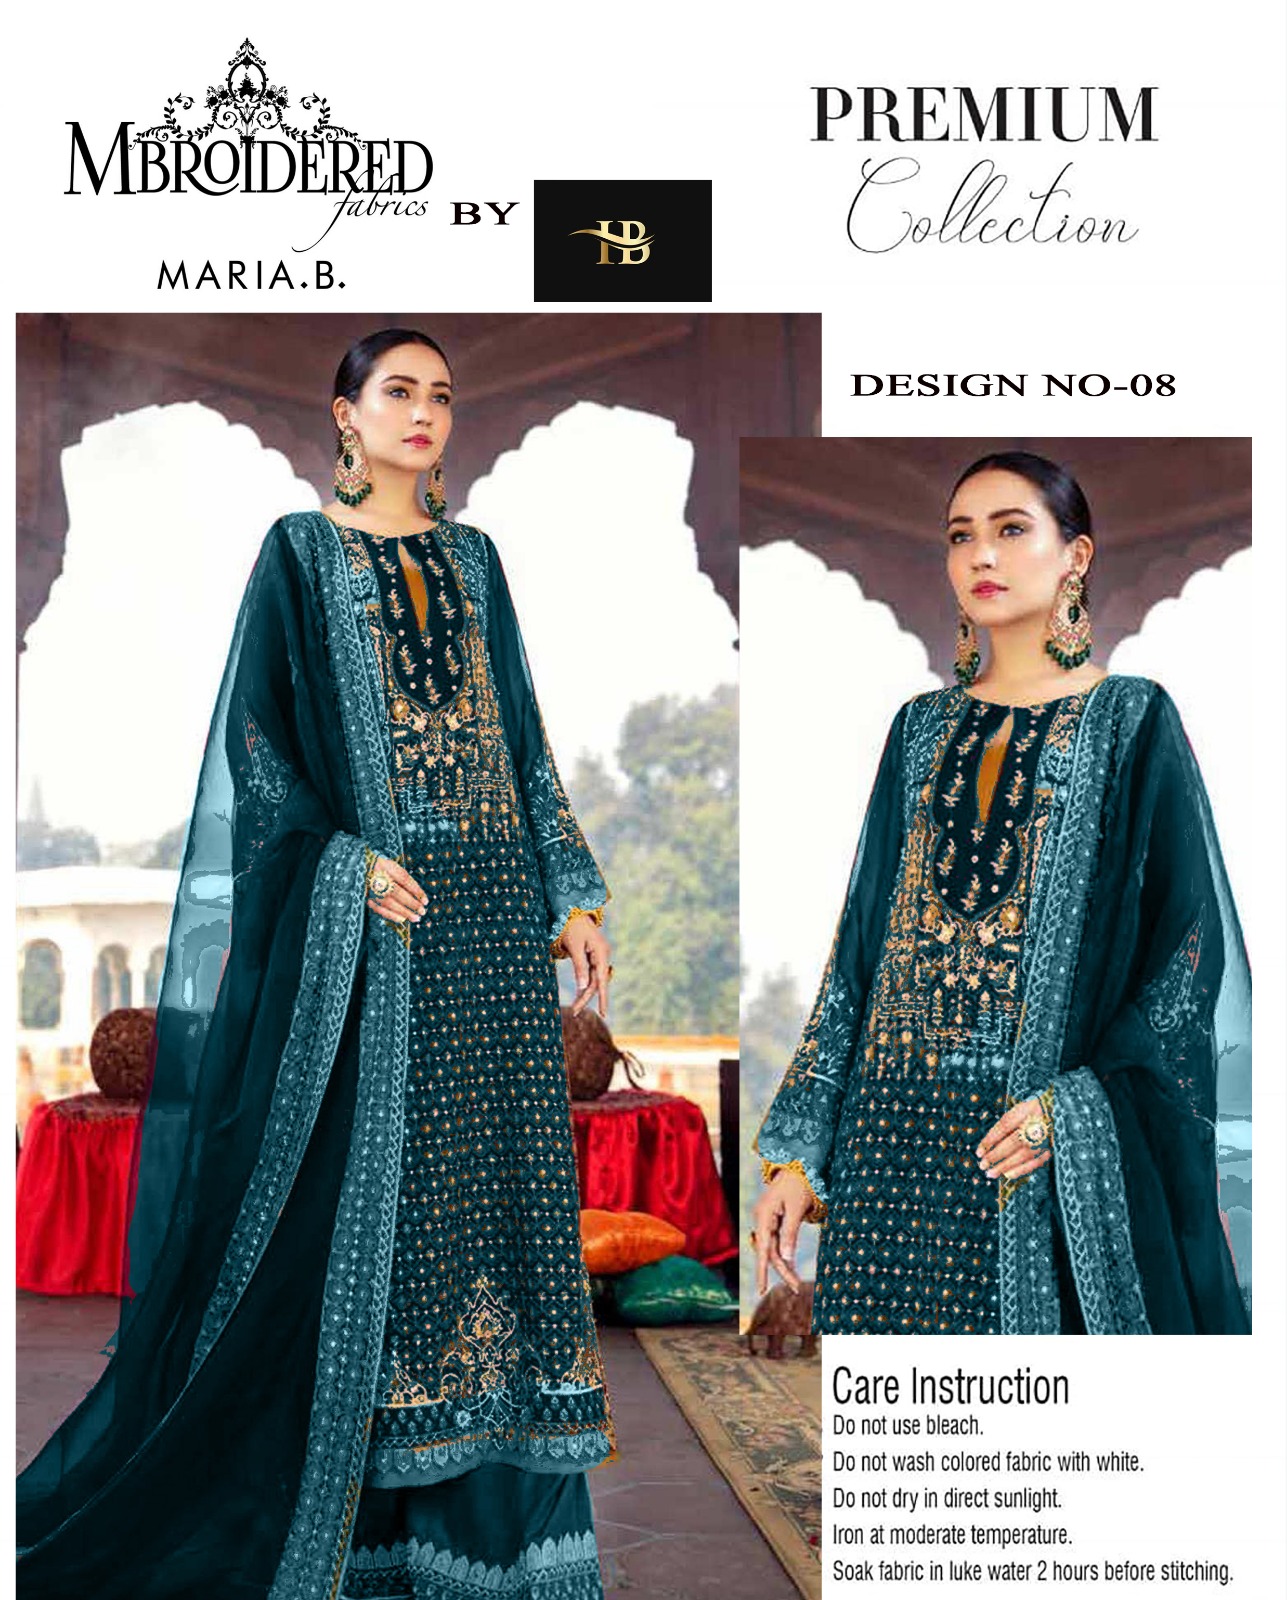 MBROIDERED
fabrics
MARIA.B.
BY
HB
PREMIUM
Collection
DESIGN NO-08
Care Instruction
Do not use bleach.
Do not wash colored fabric with white.
Do not dry in direct sunlight.
Iron at moderate temperature.
Soak fabric in luke water 2 hours before stitching.